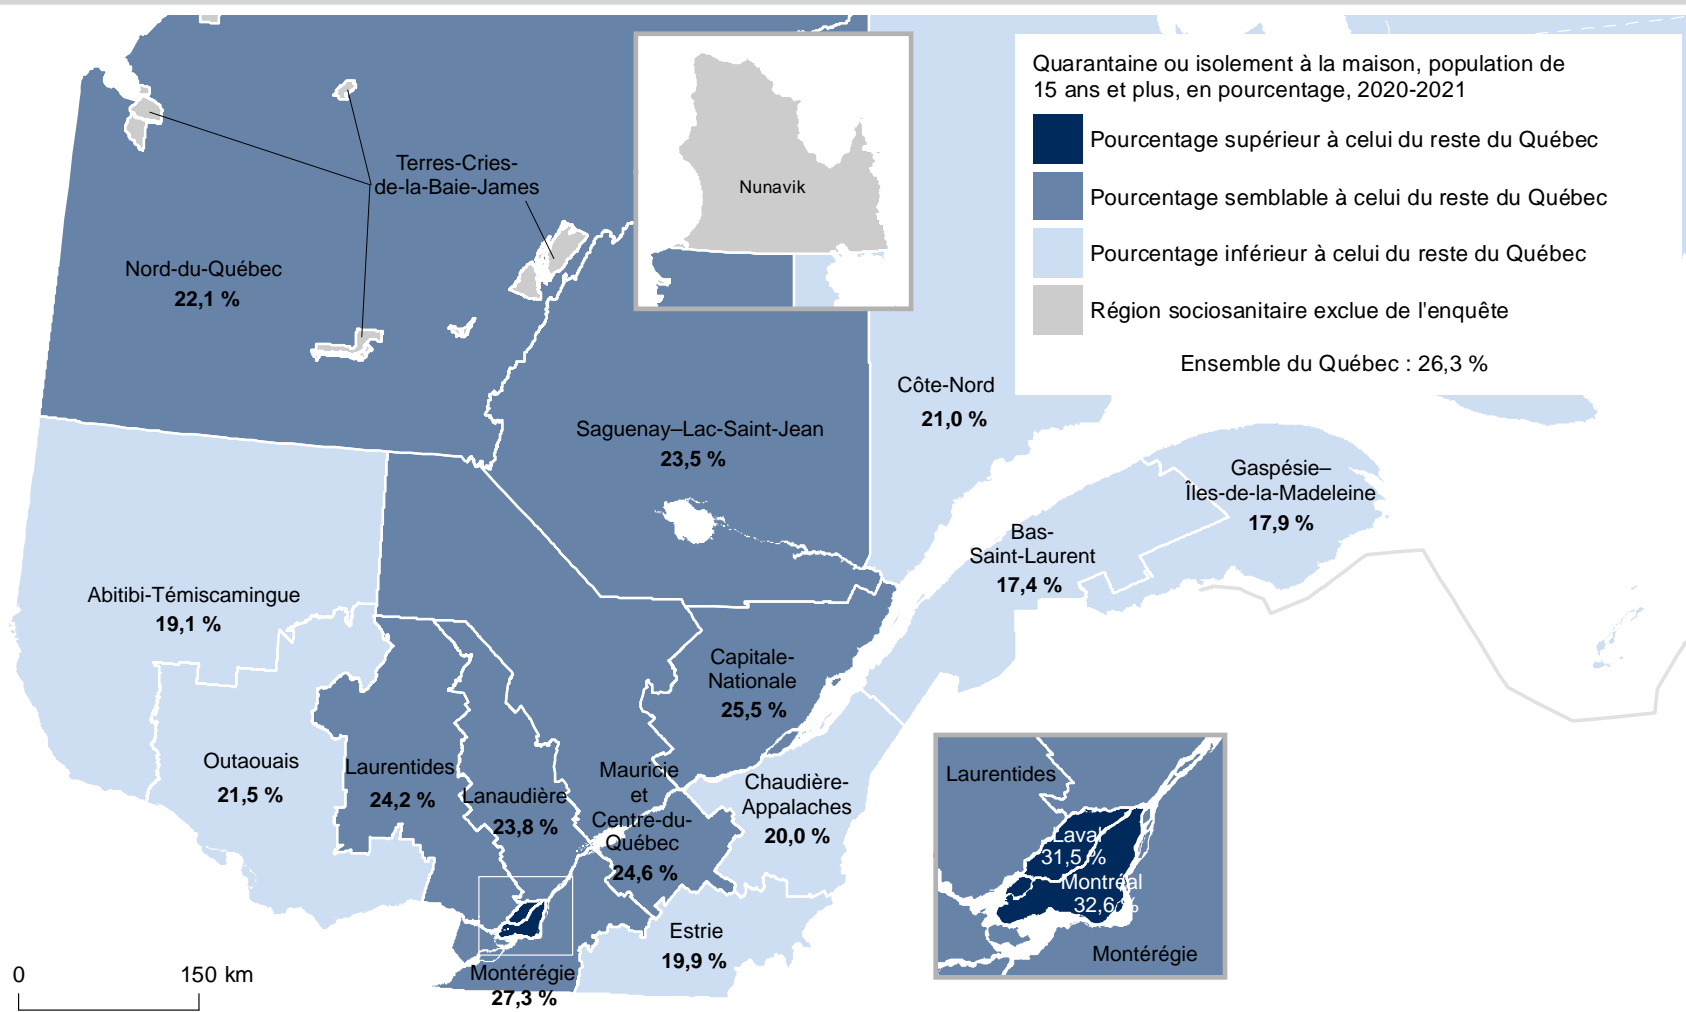 Quarantaine ou isolement à la maison, population de
15 ans et plus, en pourcentage, 2020-2021
Pourcentage supérieur à celui du reste du Québec
Pourcentage semblable à celui du reste du Québec
Pourcentage inférieur à celui du reste du Québec
Région sociosanitaire exclue de l'enquête
Ensemble du Québec : 26,3 %
Nunavik
Terres-Cries-
de-la-Baie-James
Nord-du-Québec
22,1 %
Côte-Nord
21,0 %
Saguenay–Lac-Saint-Jean
23,5 %
Gaspésie–
Îles-de-la-Madeleine
17,9 %
Bas-
Saint-Laurent
17,4 %
Abitibi-Témiscamingue
19,1 %
Capitale-
Nationale
25,5 %
Outaouais
21,5 %
Laurentides
24,2 %
Lanaudière
23,8 %
Mauricie
et
Centre-du-
Québec
24,6 %
Chaudière-
Appalaches
20,0 %
Estrie
19,9 %
Montérégie
27,3 %
Laurentides
Laval
31,5 %
Montréal
32,6 %
Montérégie
0 150 km